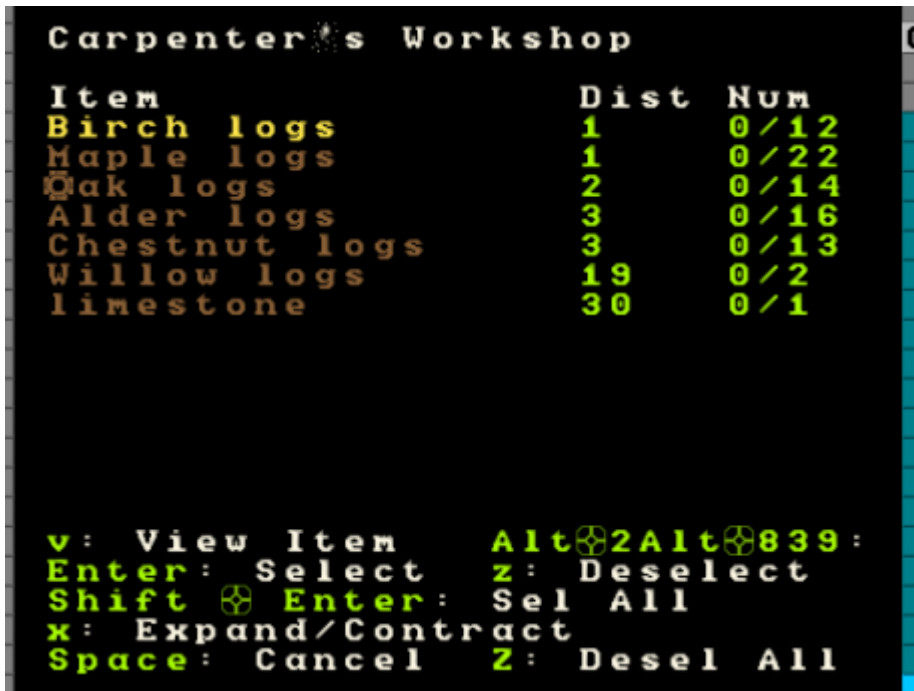 Carpenter's Workshop
Item Dist Num
Birch logs 1 0/12
Maple logs 1 0/22
Oak logs 2 0/14
Alder logs 3 0/16
Chestnut logs 3 0/13
Willow logs 19 0/2
limestone 30 0/1
v: View Item Alt+2Alt+839:
Enter: Select z: Deselect
Shift + Enter: Sel All
x: Expand/Contract
Space: Cancel Z: Desel All